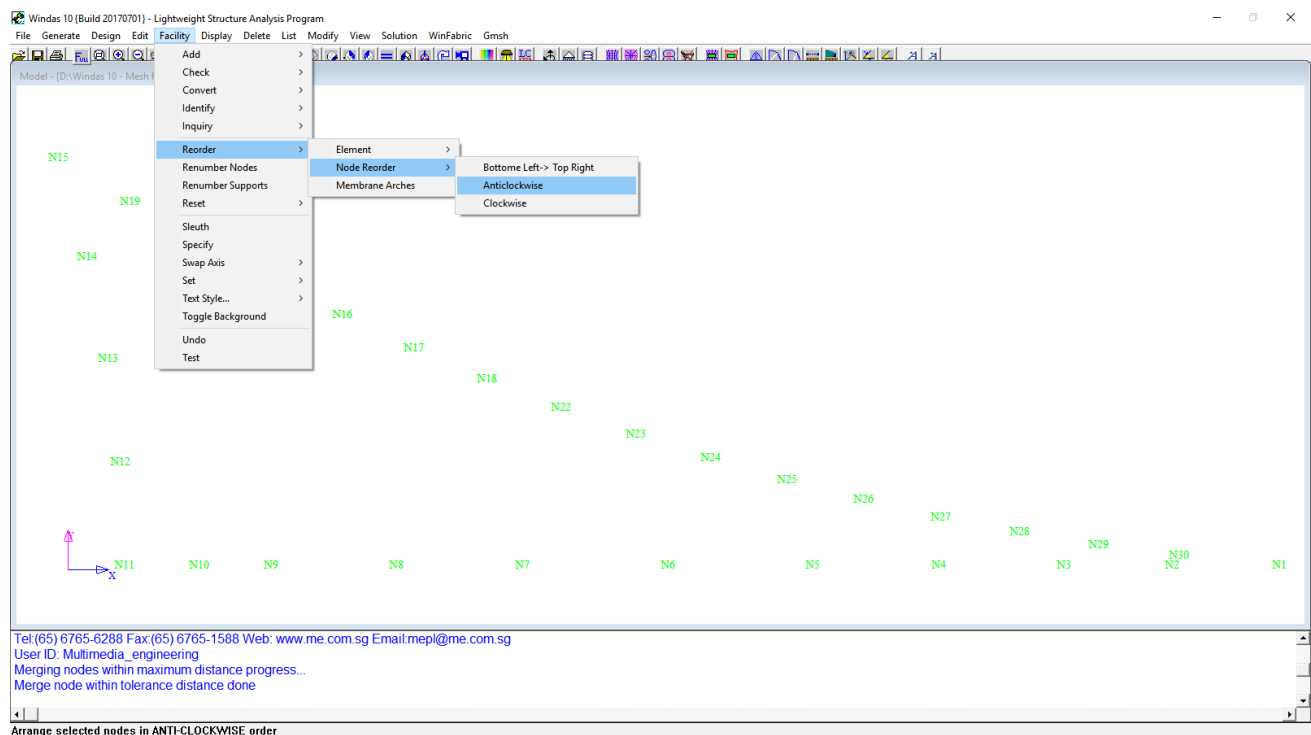 Windas 10 {Build 20170701} - Lightweight Structure Analysis Program
File Generate Design Edit Facility Display Delete List Modify View Solution WinFabric Gmsh
Full
LC
Model - [D:\Windas 10 - Mesh f
Add
Check
Convert
Identify
Inquiry
Reorder
Renumber Nodes
Renumber Supports
Reset
Sleuth
Specify
Swap Axis
Set
Text Style...
Toggle Background
Undo
Test
Element
Node Reorder
Membrane Arches
Bottome Left-> Top Right
Anticlockwise
Clockwise
N15
N19
N14
N16
N17
N13
N18
N22
N23
N24
N12
N25
N26
N27
N28
N29
N30
Y
X
N11 N10 N9 N8 N7 N6 N5 N4 N3 N2 N1
Tel:(65) 6765-6288 Fax:(65) 6765-1588 Web: www.me.com.sg Email:mepl@me.com.sg
User ID: Multimedia_engineering
Merging nodes within maximum distance progress...
Merge node within tolerance distance done
Arrange selected nodes in ANTI-CLOCKWISE order